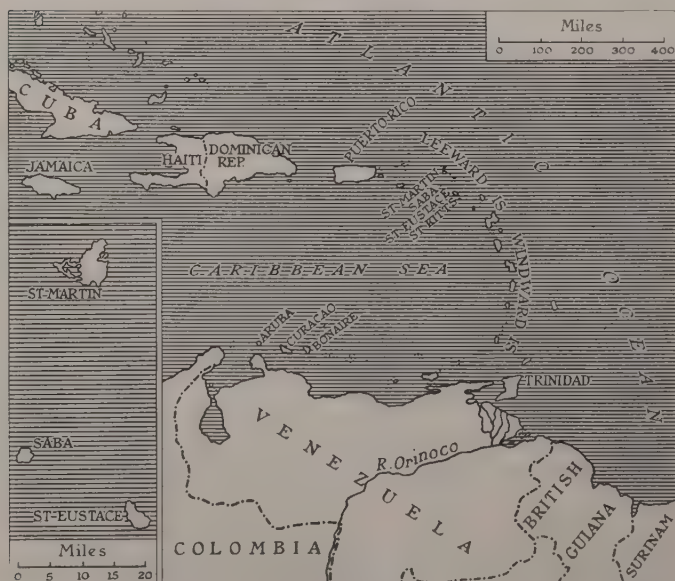 Miles
0 100 200 300 400
ATLANTIC
OCEAN
CUBA
JAMAICA
HAITI
DOMINICAN
REP.
PUERTO RICO
LEEWARD IS.
ST-MARTIN
SABA
ST-EUSTACE
ST-KITTS
WINDWARD IS.
CARIBBEAN SEA
ARUBA
CURACAO
BONAIRE
TRINIDAD
VENEZUELA
R. Orinoco
COLOMBIA
BRITISH
GUIANA
SURINAM
ST-MARTIN
SABA
ST-EUSTACE
Miles
0 5 10 15 20